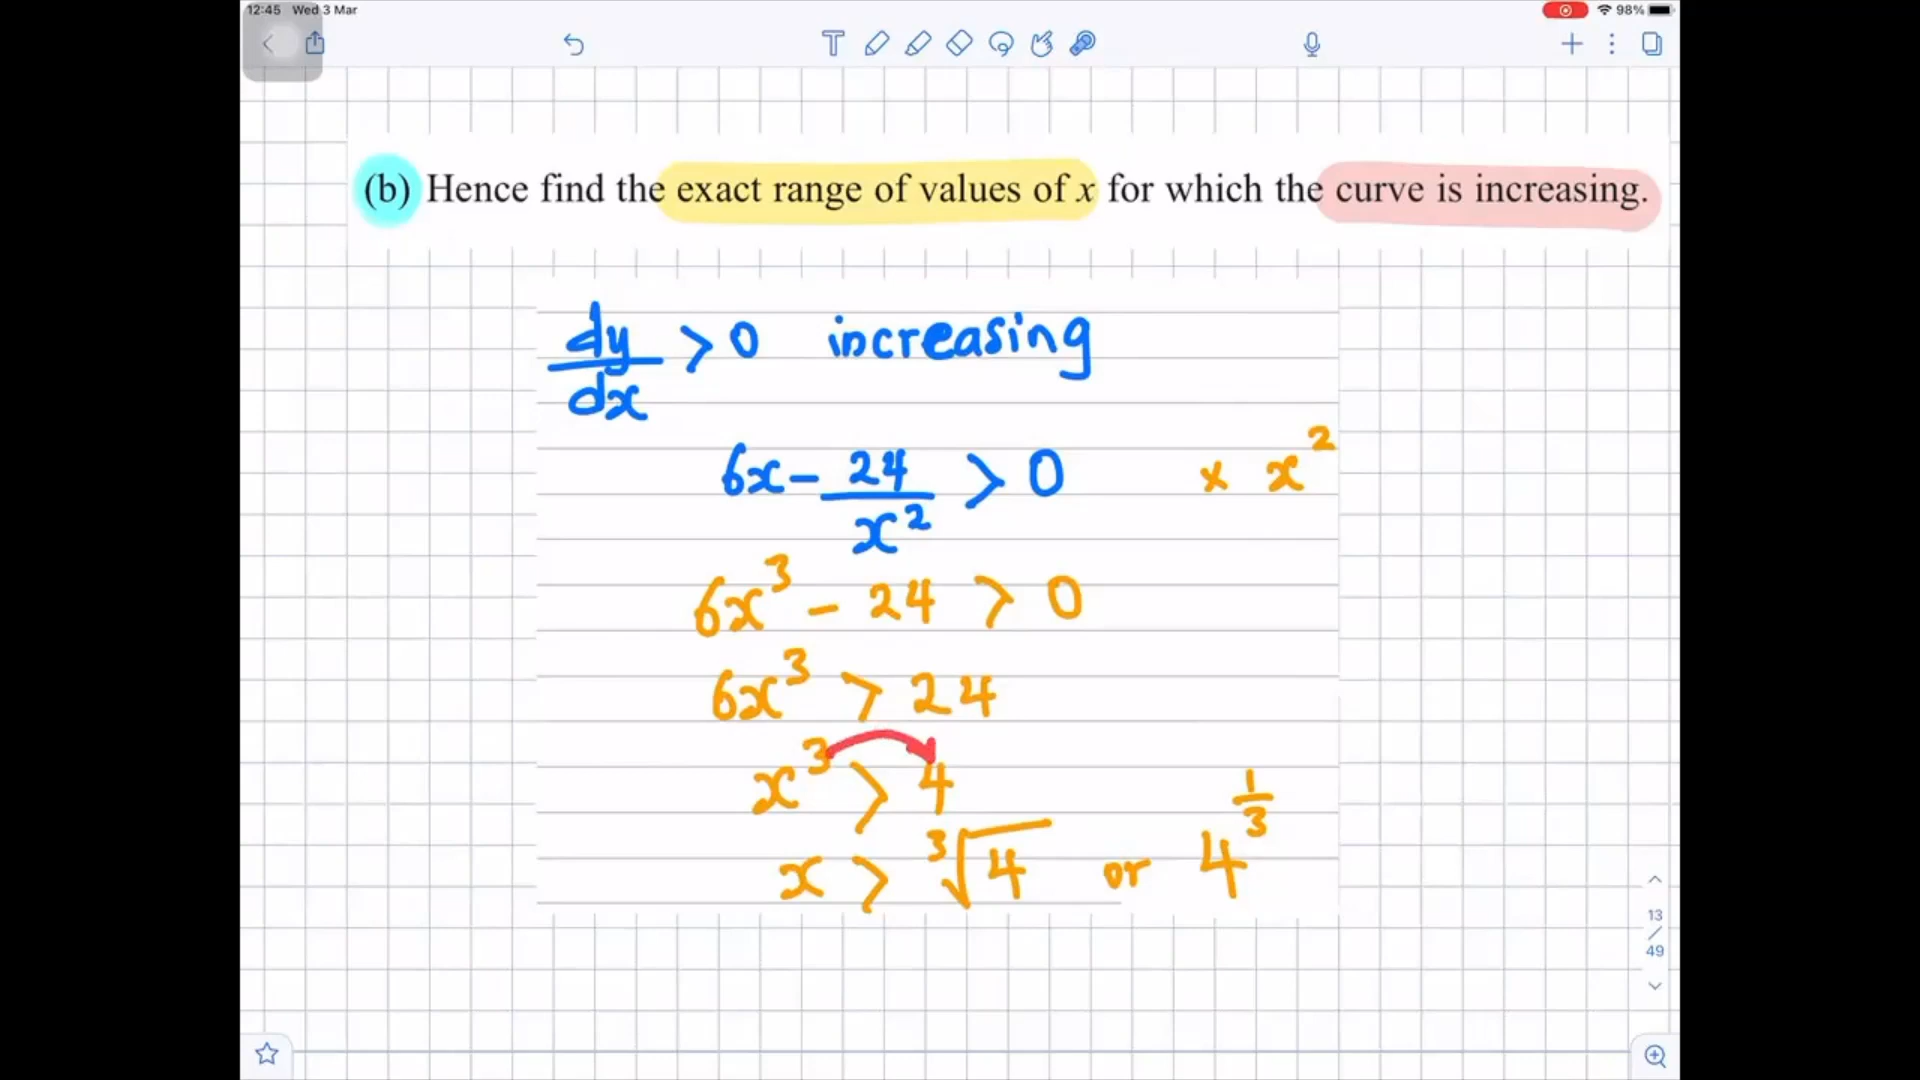 12:45 Wed 3 Mar
98%
T
(b) Hence find the exact range of values of x for which the curve is increasing.
dy/dx > 0 increasing
6x - 24/x² > 0 × x²
6x³ - 24 > 0
6x³ > 24
x³ > 4
x > ³√4 or 4^(1/3)
13
/
49